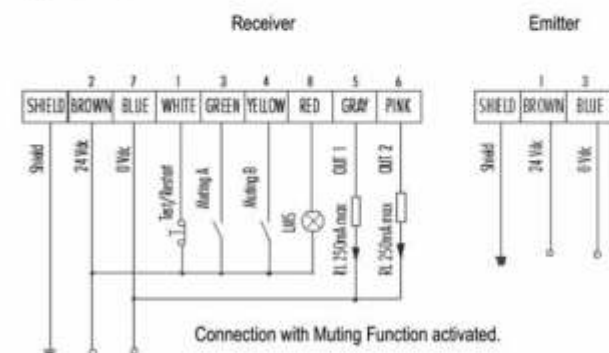 Receiver
Emitter
2 7 1 3 4 8 5 6
SHIELD BROWN BLUE WHITE GREEN YELLOW RED GRAY PINK
1 3
SHIELD BROWN BLUE
Shield
24 Vdc
0 Vdc
Test/Restart
Muting A
Muting B
LMS
OUT 1
RL 250mA max
OUT 2
RL 250mA max
Shield
24 Vdc
0 Vdc
Connection with Muting Function activated.